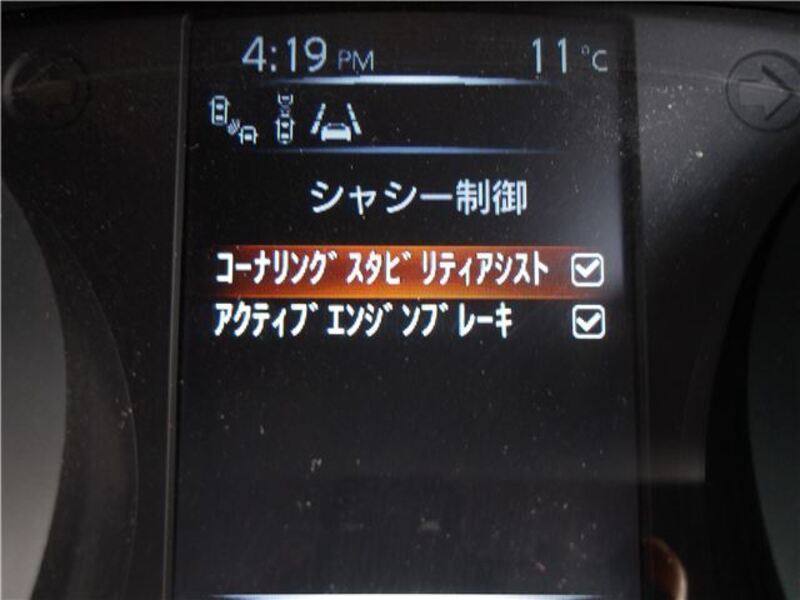 4:19 PM 11°C
シャシー制御
コーナリングスタビリティアシスト
アクティブエンジンブレーキ